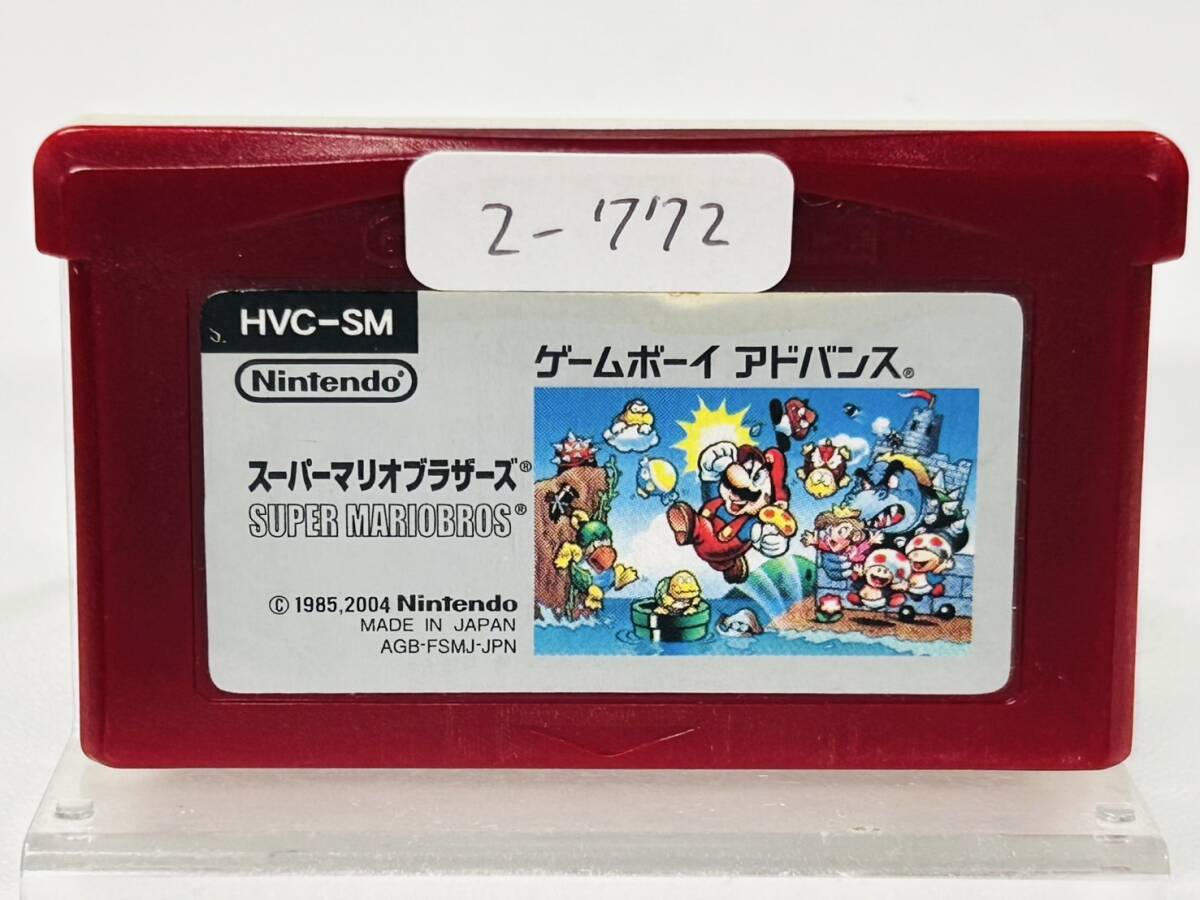 2-772
HVC-SM
Nintendo
ゲームボーイ アドバンス®
スーパーマリオブラザーズ®
SUPER MARIOBROS®
© 1985,2004 Nintendo
MADE IN JAPAN
AGB-FSMJ-JPN